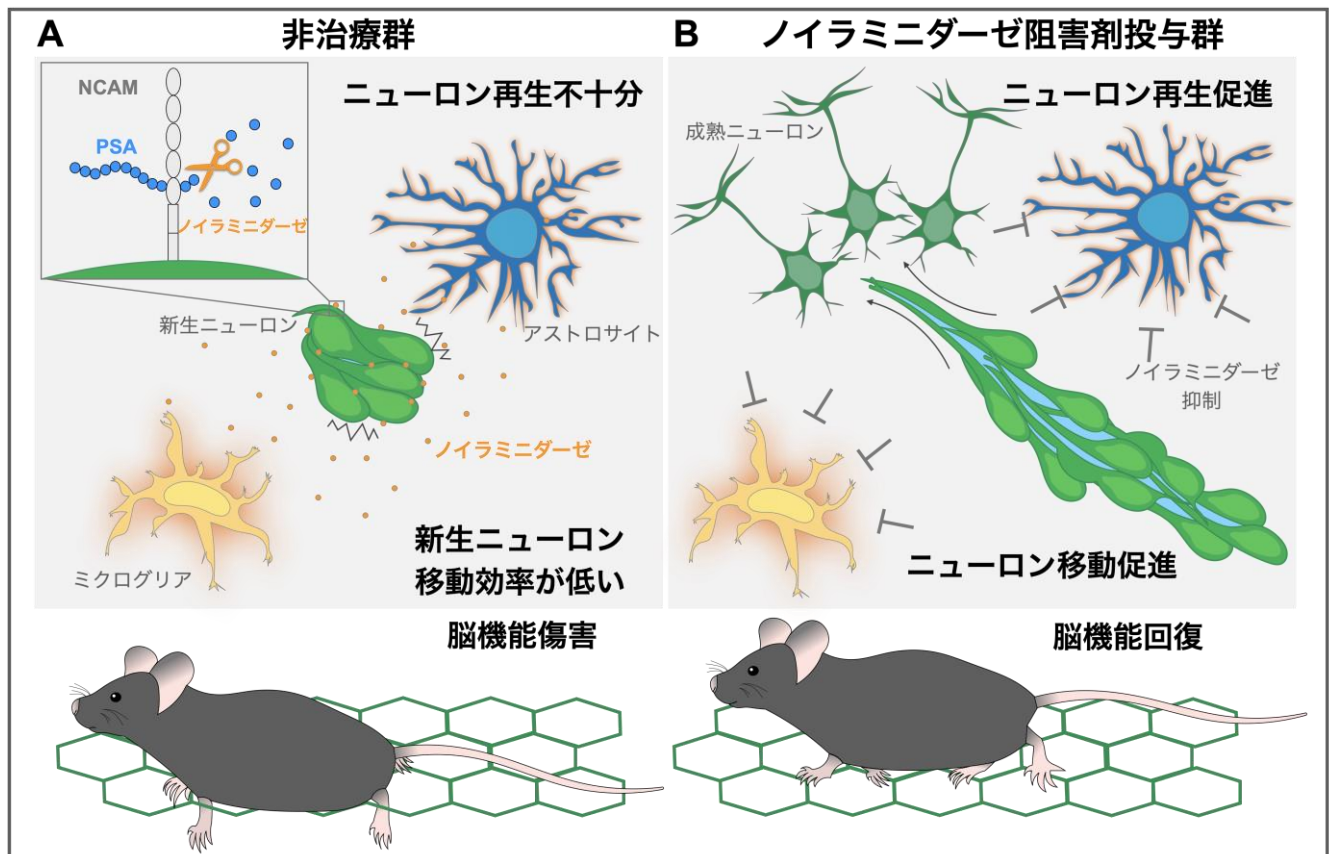 A 非治療群
NCAM
PSA
ノイラミニダーゼ
ニューロン再生不十分
新生ニューロン
アストロサイト
ノイラミニダーゼ
ミクログリア
新生ニューロン
移動効率が低い
脳機能傷害
B ノイラミニダーゼ阻害剤投与群
成熟ニューロン
ニューロン再生促進
ノイラミニダーゼ
抑制
ニューロン移動促進
脳機能回復